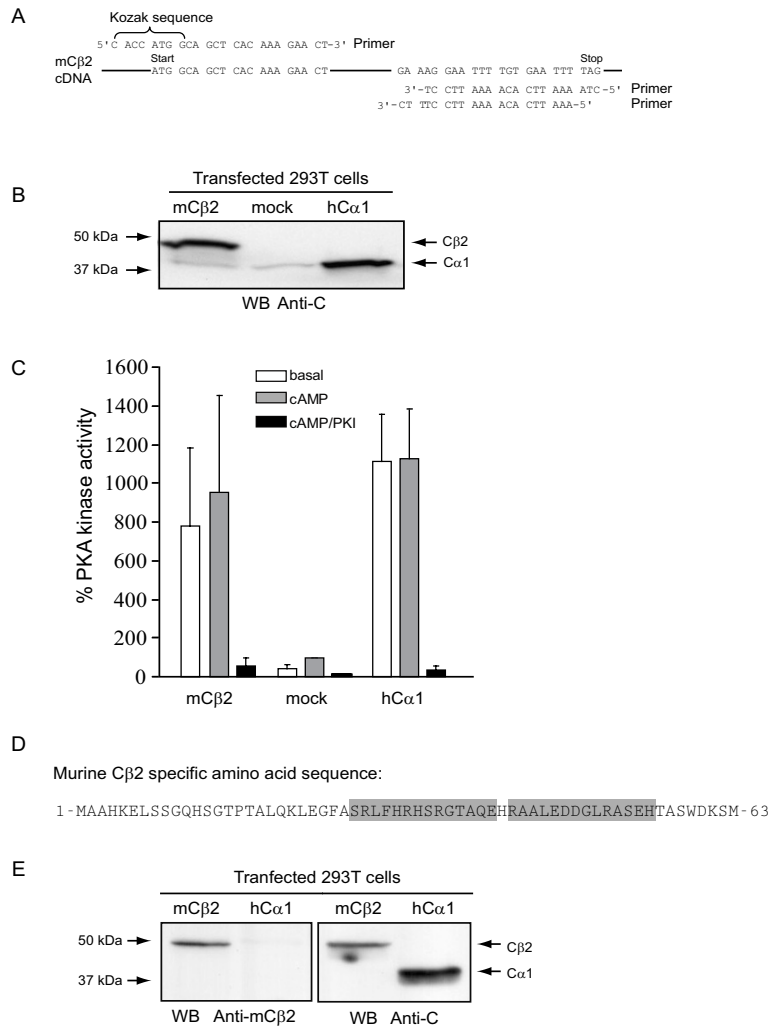 A
Kozak sequence
5'C ACC ATG GCA GCT CAC AAA GAA CT-3' Primer
Start
Stop
mCβ2 cDNA
ATG GCA GCT CAC AAA GAA CT
GA AAG GAA TTT TGT GAA TTT TAG
3'-TC CTT AAA ACA CTT AAA ATC-5' Primer
3'-CT TTC CTT AAA ACA CTT AAA-5' Primer
B
Transfected 293T cells
mCβ2 mock hCα1
50 kDa
37 kDa
Cβ2
Cα1
WB Anti-C
C
% PKA kinase activity
1600
1400
1200
1000
800
600
400
200
0
basal
cAMP
cAMP/PKI
mCβ2 mock hCα1
D
Murine Cβ2 specific amino acid sequence:
1-MAAHKELSSGQHSGTPTALQKLEGFASRLFHRHSRGTAQEHRAALEDDGLRASEHTASWDKSM-63
E
Tranfected 293T cells
mCβ2 hCα1 mCβ2 hCα1
50 kDa
37 kDa
Cβ2
Cα1
WB Anti-mCβ2 WB Anti-C